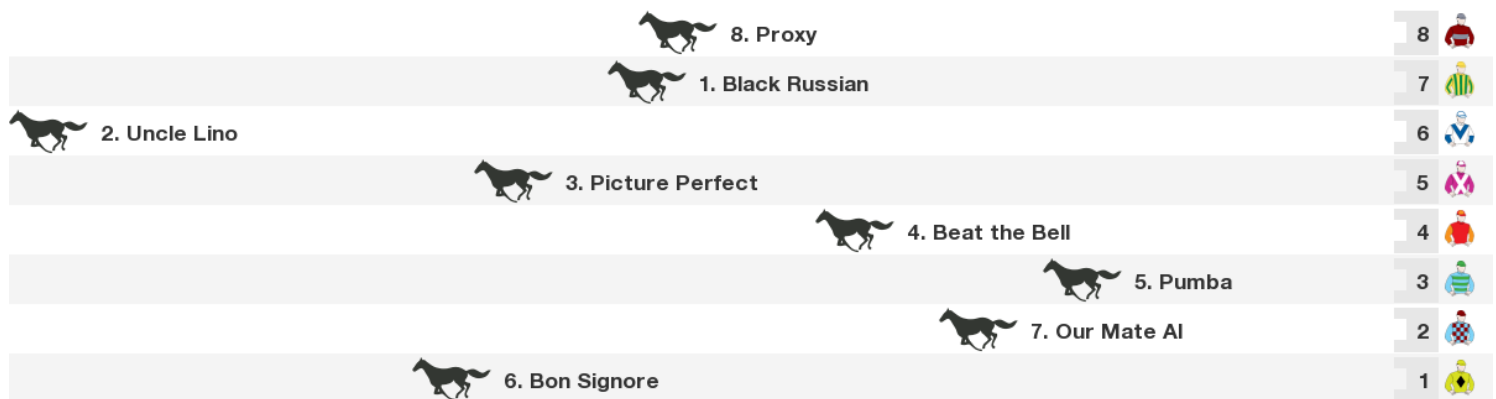 8. Proxy 8
1. Black Russian 7
2. Uncle Lino 6
3. Picture Perfect 5
4. Beat the Bell 4
5. Pumba 3
7. Our Mate Al 2
6. Bon Signore 1